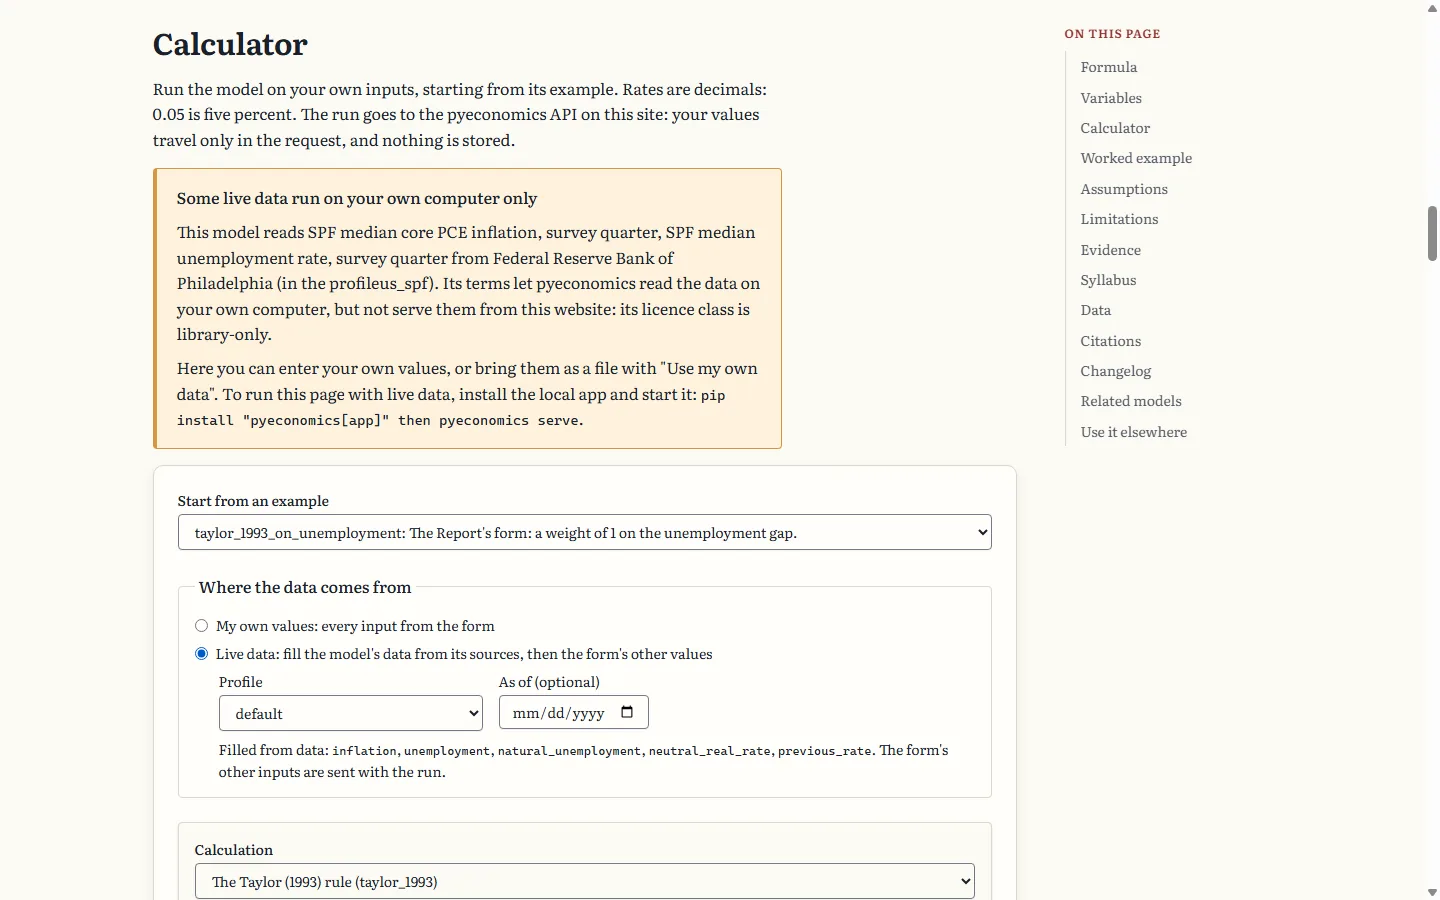 Calculator
Run the model on your own inputs, starting from its example. Rates are decimals:
0.05 is five percent. The run goes to the pyeconomics API on this site: your values
travel only in the request, and nothing is stored.
Some live data run on your own computer only
This model reads SPF median core PCE inflation, survey quarter, SPF median
unemployment rate, survey quarter from Federal Reserve Bank of
Philadelphia (in the profileus_spf). Its terms let pyeconomics read the data on
your own computer, but not serve them from this website: its licence class is
library-only.
Here you can enter your own values, or bring them as a file with "Use my own
data". To run this page with live data, install the local app and start it: pip
install "pyeconomics[app]" then pyeconomics serve.
Start from an example
taylor_1993_on_unemployment: The Report's form: a weight of 1 on the unemployment gap.
Where the data comes from
My own values: every input from the form
Live data: fill the model's data from its sources, then the form's other values
Profile
As of (optional)
default
mm/dd/yyyy
Filled from data: inflation, unemployment, natural_unemployment, neutral_real_rate, previous_rate. The form's
other inputs are sent with the run.
Calculation
The Taylor (1993) rule (taylor_1993)
ON THIS PAGE
Formula
Variables
Calculator
Worked example
Assumptions
Limitations
Evidence
Syllabus
Data
Citations
Changelog
Related models
Use it elsewhere